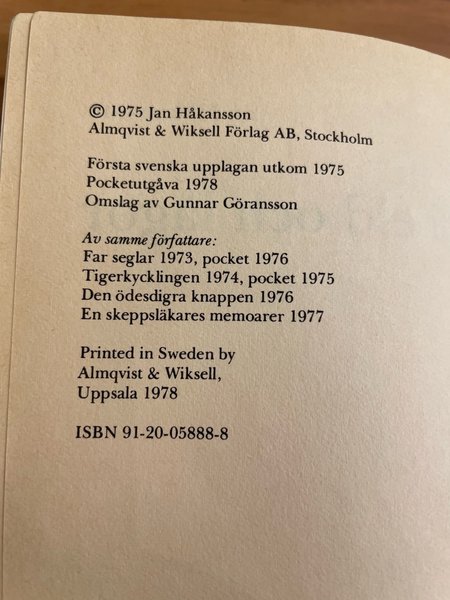 © 1975 Jan Håkansson
Almqvist & Wiksell Förlag AB, Stockholm
Första svenska upplagan utkom 1975
Pocketutgåva 1978
Omslag av Gunnar Göransson
Av samme författare:
Far seglar 1973, pocket 1976
Tigerkycklingen 1974, pocket 1975
Den ödesdigra knappen 1976
En skeppsläkares memoarer 1977
Printed in Sweden by
Almqvist & Wiksell,
Uppsala 1978
ISBN 91-20-05888-8